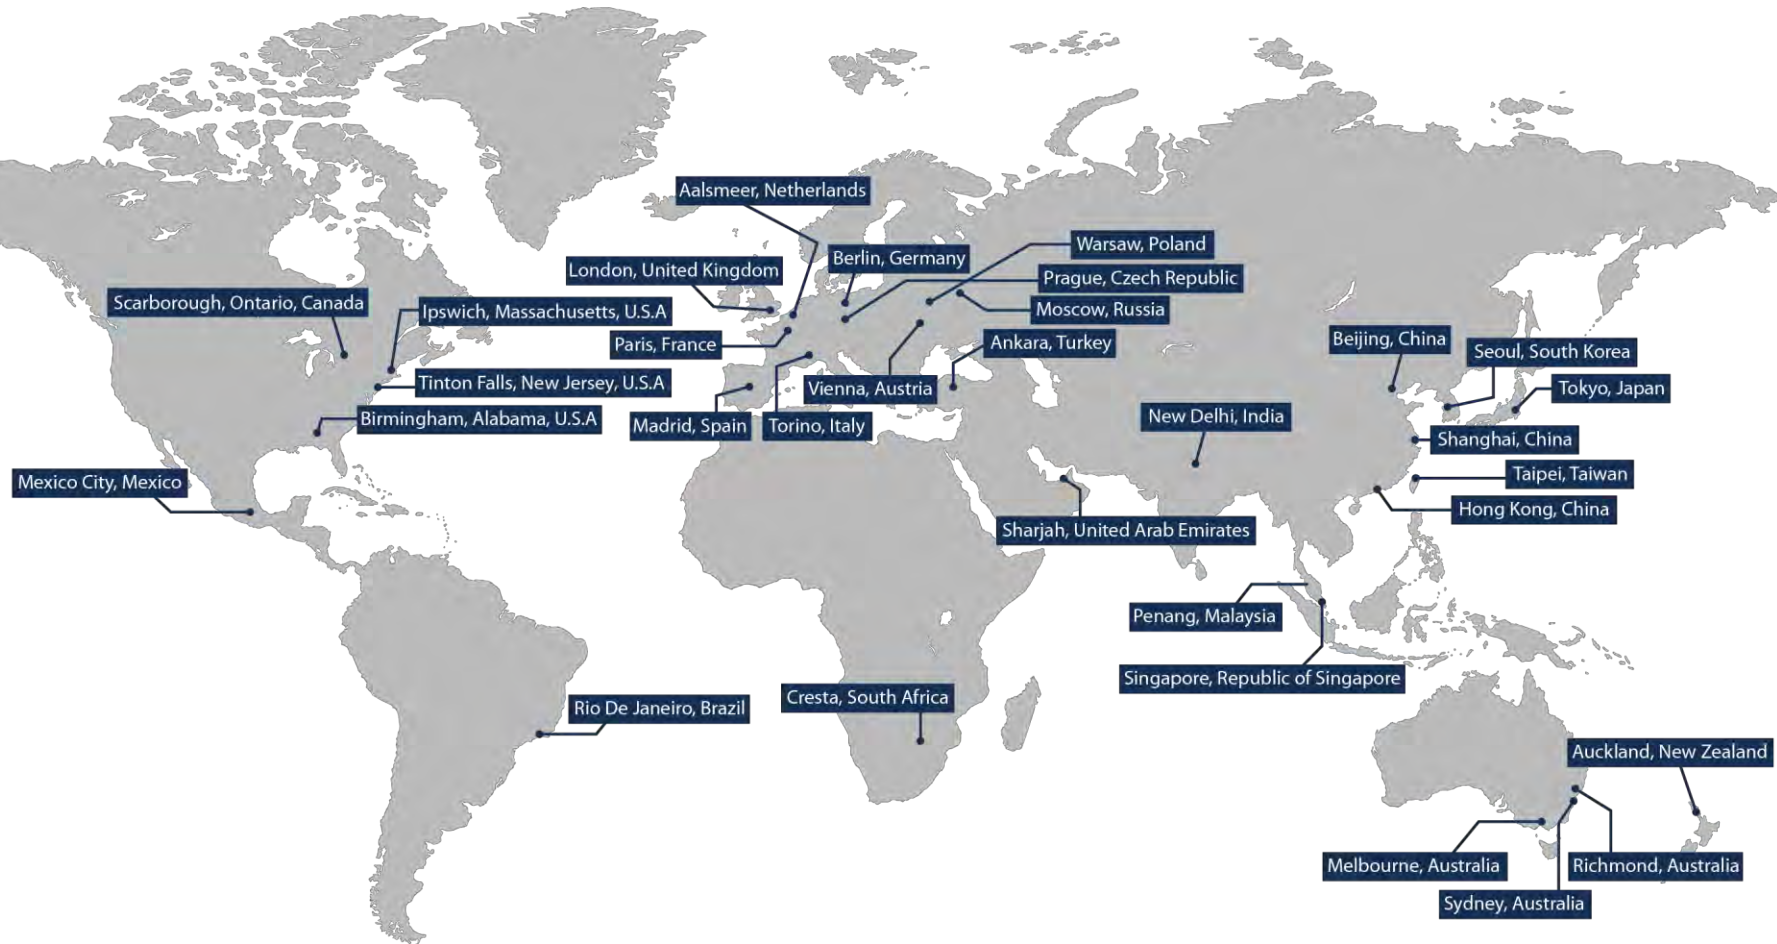 Aalsmeer, Netherlands
Warsaw, Poland
Berlin, Germany
London, United Kingdom
Prague, Czech Republic
Scarborough, Ontario, Canada
Ipswich, Massachusetts, U.S.A
Moscow, Russia
Paris, France
Ankara, Turkey
Beijing, China
Seoul, South Korea
Tinton Falls, New Jersey, U.S.A
Vienna, Austria
Tokyo, Japan
Birmingham, Alabama, U.S.A
Madrid, Spain
Torino, Italy
New Delhi, India
Shanghai, China
Mexico City, Mexico
Taipei, Taiwan
Hong Kong, China
Sharjah, United Arab Emirates
Penang, Malaysia
Singapore, Republic of Singapore
Cresta, South Africa
Rio De Janeiro, Brazil
Auckland, New Zealand
Melbourne, Australia
Richmond, Australia
Sydney, Australia